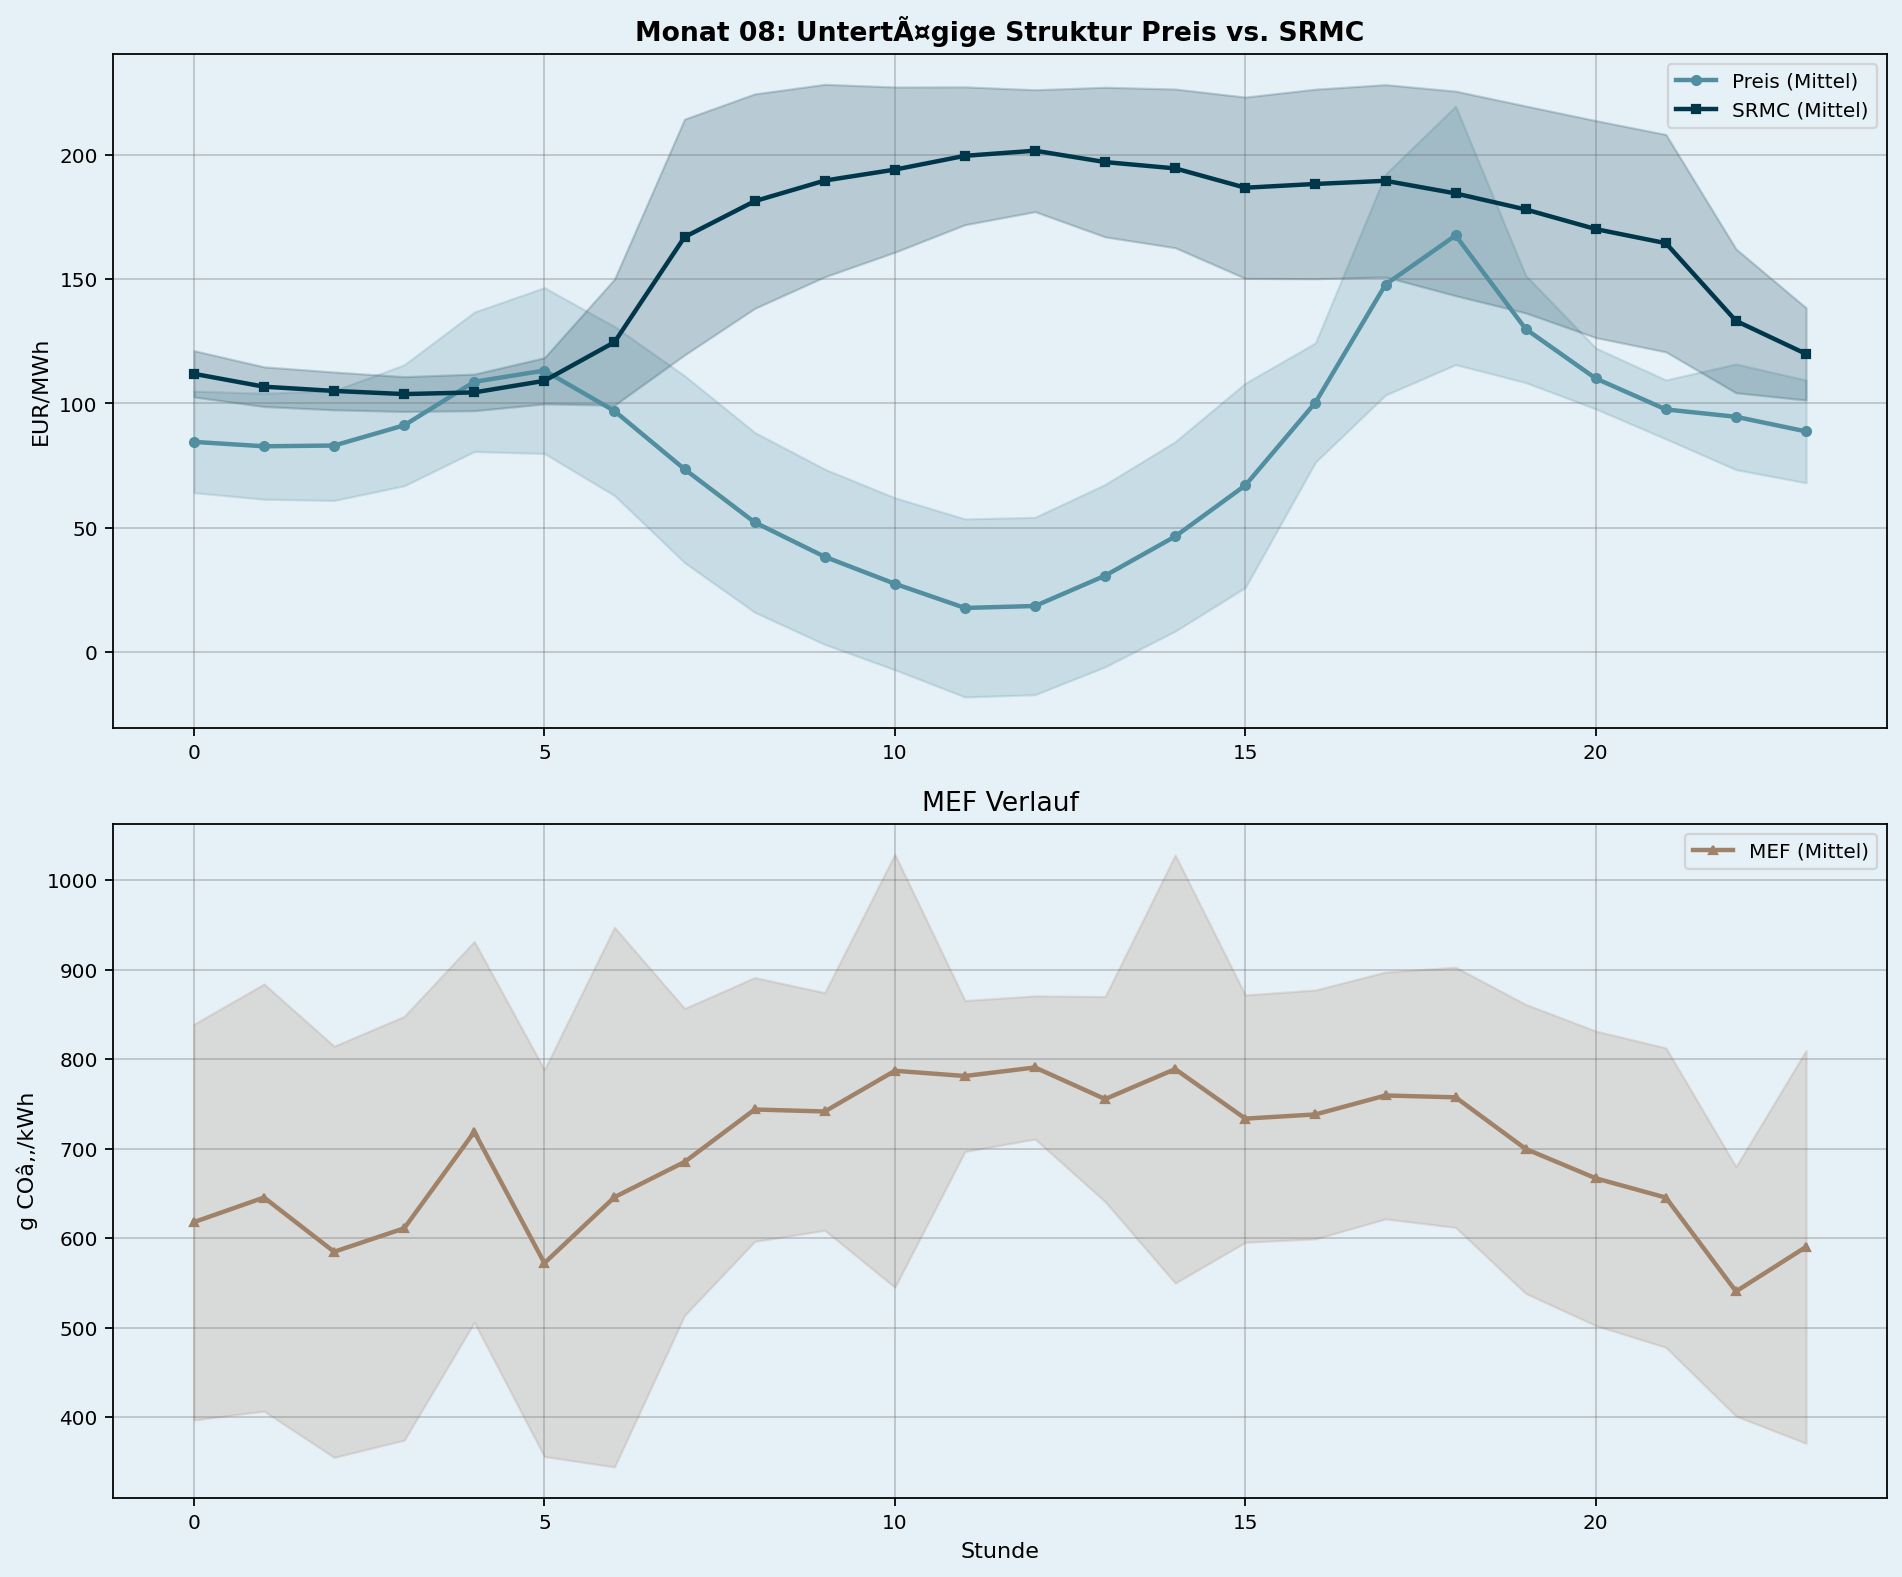 Monat 08: UntertÃ¤gige Struktur Preis vs. SRMC
Preis (Mittel)
SRMC (Mittel)
EUR/MWh
200
150
100
50
0
0
5
10
15
20
MEF Verlauf
MEF (Mittel)
g COâ‚‚/kWh
1000
900
800
700
600
500
400
0
5
10
15
20
Stunde